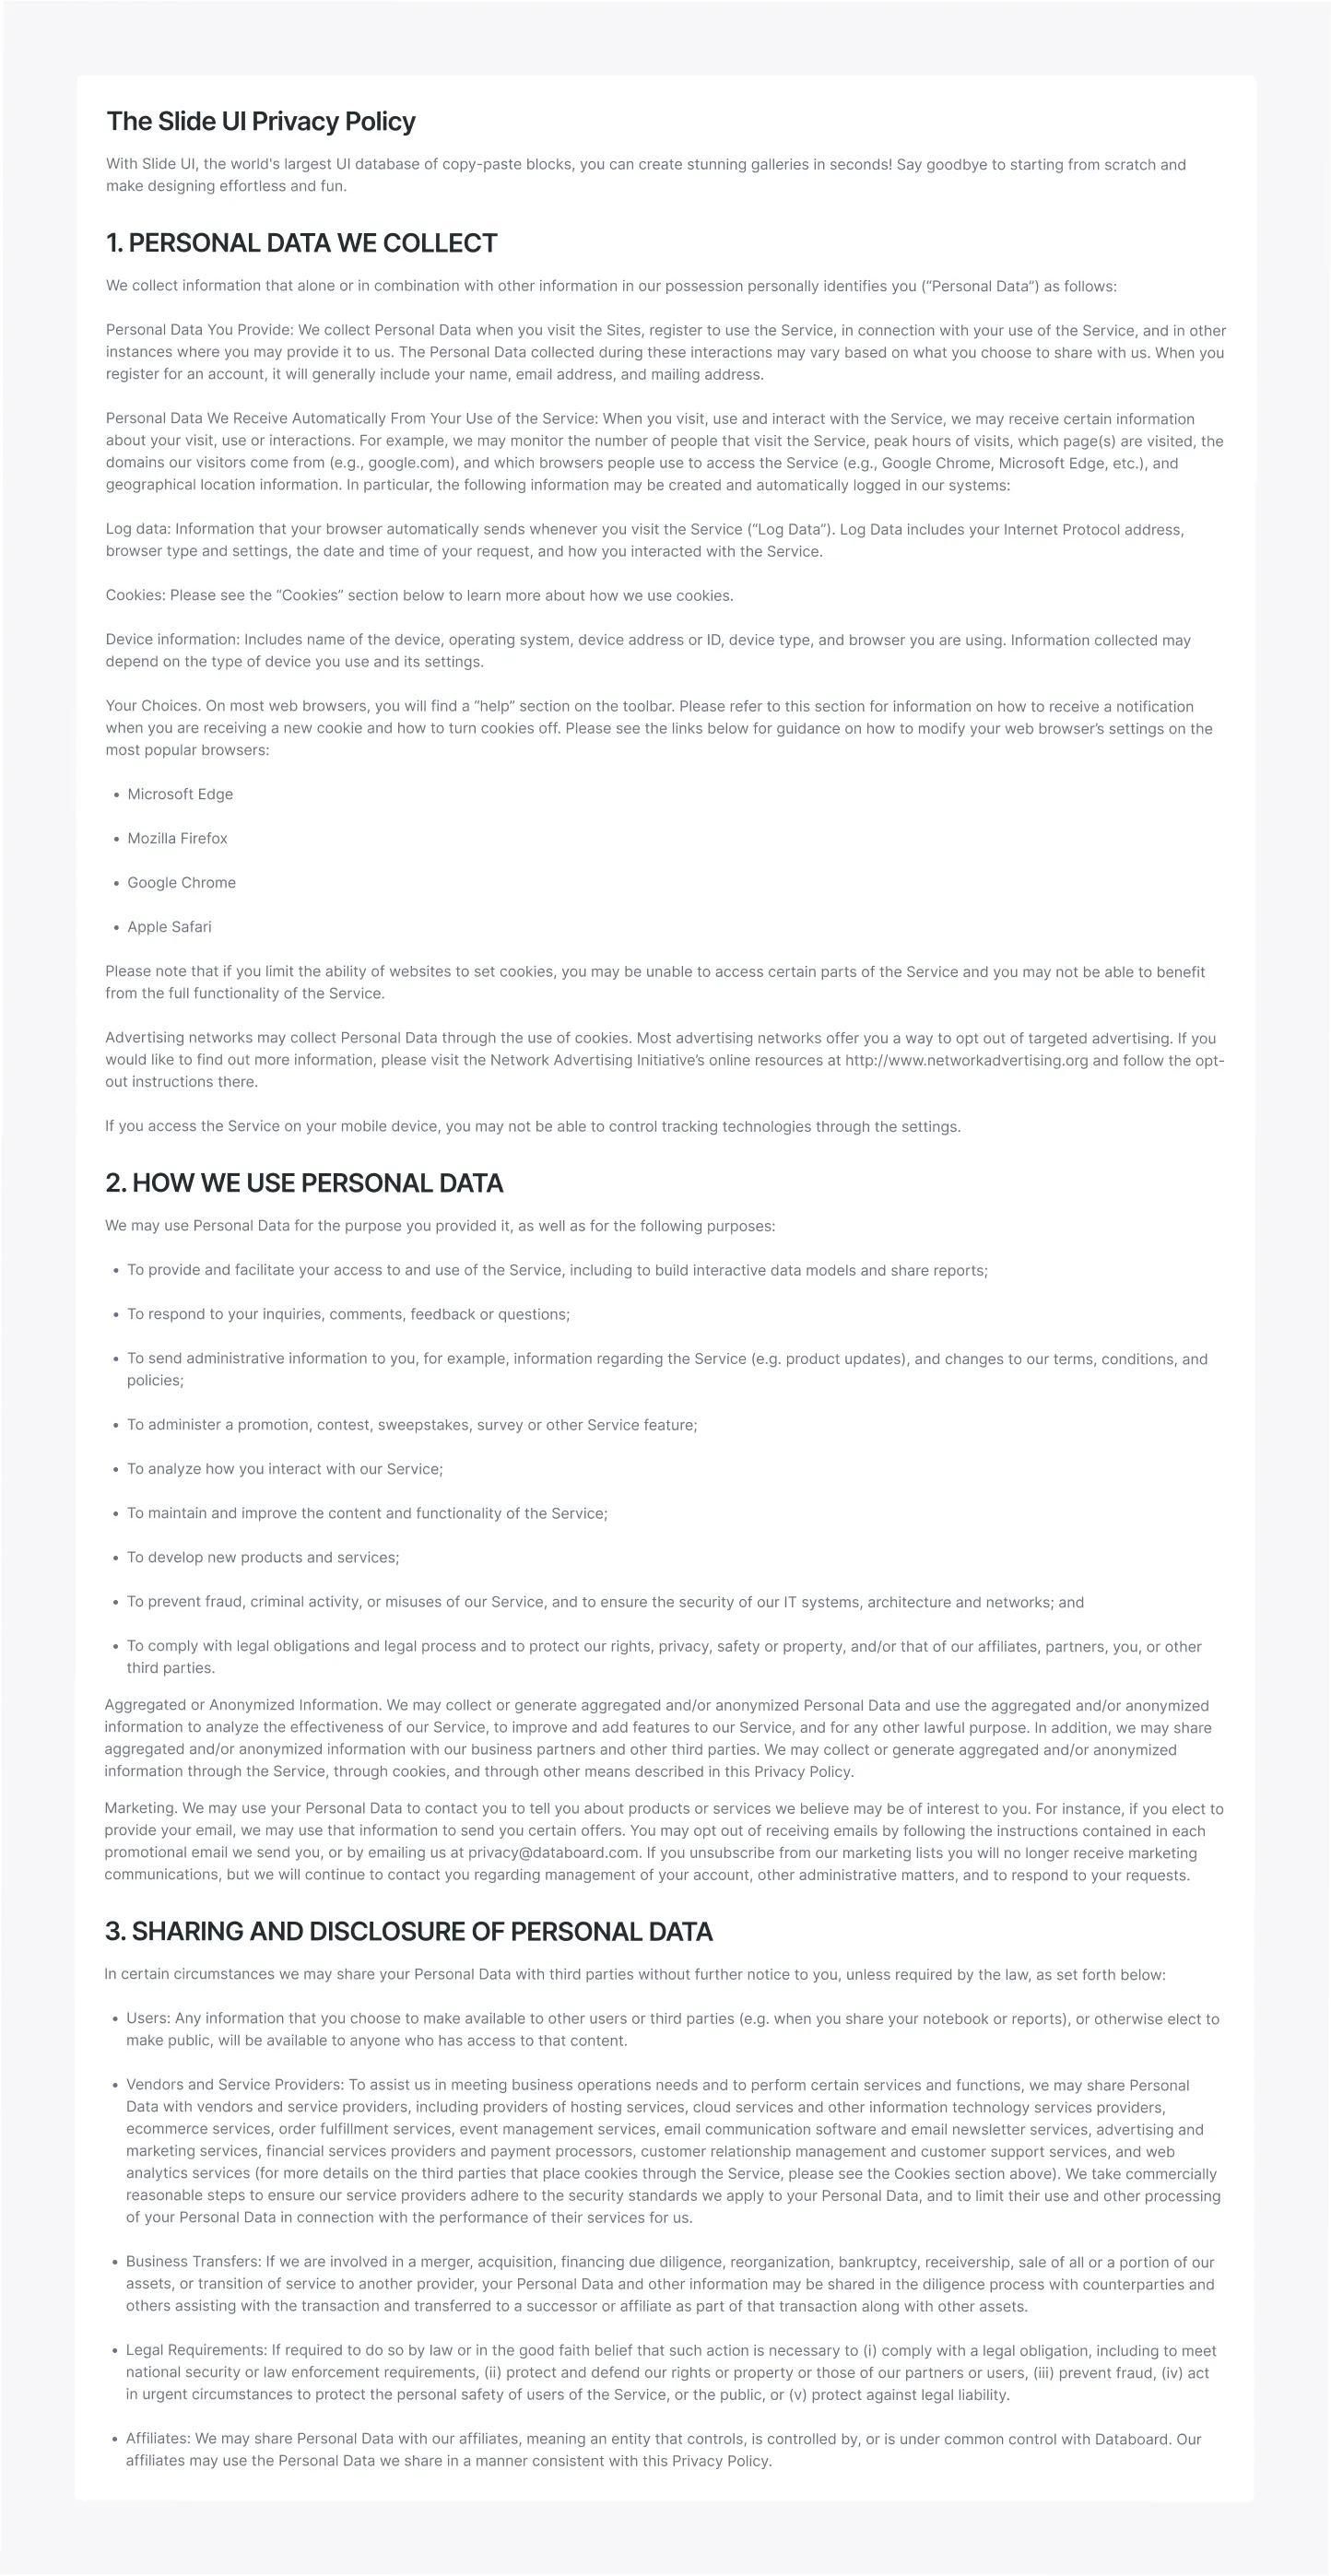 The Slide UI Privacy Policy
With Slide UI, the world's largest UI database of copy-paste blocks, you can create stunning galleries in seconds! Say goodbye to starting from scratch and
make designing effortless and fun.
1. PERSONAL DATA WE COLLECT
We collect information that alone or in combination with other information in our possession personally identifies you (“Personal Data”) as follows:
Personal Data You Provide: We collect Personal Data when you visit the Sites, register to use the Service, in connection with your use of the Service, and in other
instances where you may provide it to us. The Personal Data collected during these interactions may vary based on what you choose to share with us. When you
register for an account, it will generally include your name, email address, and mailing address.
Personal Data We Receive Automatically From Your Use of the Service: When you visit, use and interact with the Service, we may receive certain information
about your visit, use or interactions. For example, we may monitor the number of people that visit the Service, peak hours of visits, which page(s) are visited, the
domains our visitors come from (e.g., google.com), and which browsers people use to access the Service (e.g., Google Chrome, Microsoft Edge, etc.), and
geographical location information. In particular, the following information may be created and automatically logged in our systems:
Log data: Information that your browser automatically sends whenever you visit the Service (“Log Data”). Log Data includes your Internet Protocol address,
browser type and settings, the date and time of your request, and how you interacted with the Service.
Cookies: Please see the “Cookies” section below to learn more about how we use cookies.
Device information: Includes name of the device, operating system, device address or ID, device type, and browser you are using. Information collected may
depend on the type of device you use and its settings.
Your Choices. On most web browsers, you will find a “help” section on the toolbar. Please refer to this section for information on how to receive a notification
when you are receiving a new cookie and how to turn cookies off. Please see the links below for guidance on how to modify your web browser’s settings on the
most popular browsers:
• Microsoft Edge
• Mozilla Firefox
• Google Chrome
• Apple Safari
Please note that if you limit the ability of websites to set cookies, you may be unable to access certain parts of the Service and you may not be able to benefit
from the full functionality of the Service.
Advertising networks may collect Personal Data through the use of cookies. Most advertising networks offer you a way to opt out of targeted advertising. If you
would like to find out more information, please visit the Network Advertising Initiative’s online resources at http://www.networkadvertising.org and follow the opt-
out instructions there.
If you access the Service on your mobile device, you may not be able to control tracking technologies through the settings.
2. HOW WE USE PERSONAL DATA
We may use Personal Data for the purpose you provided it, as well as for the following purposes:
• To provide and facilitate your access to and use of the Service, including to build interactive data models and share reports;
• To respond to your inquiries, comments, feedback or questions;
• To send administrative information to you, for example, information regarding the Service (e.g. product updates), and changes to our terms, conditions, and
policies;
• To administer a promotion, contest, sweepstakes, survey or other Service feature;
• To analyze how you interact with our Service;
• To maintain and improve the content and functionality of the Service;
• To develop new products and services;
• To prevent fraud, criminal activity, or misuses of our Service, and to ensure the security of our IT systems, architecture and networks; and
• To comply with legal obligations and legal process and to protect our rights, privacy, safety or property, and/or that of our affiliates, partners, you, or other
third parties.
Aggregated or Anonymized Information. We may collect or generate aggregated and/or anonymized Personal Data and use the aggregated and/or anonymized
information to analyze the effectiveness of our Service, to improve and add features to our Service, and for any other lawful purpose. In addition, we may share
aggregated and/or anonymized information with our business partners and other third parties. We may collect or generate aggregated and/or anonymized
information through the Service, through cookies, and through other means described in this Privacy Policy.
Marketing. We may use your Personal Data to contact you to tell you about products or services we believe may be of interest to you. For instance, if you elect to
provide your email, we may use that information to send you certain offers. You may opt out of receiving emails by following the instructions contained in each
promotional email we send you, or by emailing us at privacy@databoard.com. If you unsubscribe from our marketing lists you will no longer receive marketing
communications, but we will continue to contact you regarding management of your account, other administrative matters, and to respond to your requests.
3. SHARING AND DISCLOSURE OF PERSONAL DATA
In certain circumstances we may share your Personal Data with third parties without further notice to you, unless required by the law, as set forth below:
• Users: Any information that you choose to make available to other users or third parties (e.g. when you share your notebook or reports), or otherwise elect to
make public, will be available to anyone who has access to that content.
• Vendors and Service Providers: To assist us in meeting business operations needs and to perform certain services and functions, we may share Personal
Data with vendors and service providers, including providers of hosting services, cloud services and other information technology services providers,
ecommerce services, order fulfillment services, event management services, email communication software and email newsletter services, advertising and
marketing services, financial services providers and payment processors, customer relationship management and customer support services, and web
analytics services (for more details on the third parties that place cookies through the Service, please see the Cookies section above). We take commercially
reasonable steps to ensure our service providers adhere to the security standards we apply to your Personal Data, and to limit their use and other processing
of your Personal Data in connection with the performance of their services for us.
• Business Transfers: If we are involved in a merger, acquisition, financing due diligence, reorganization, bankruptcy, receivership, sale of all or a portion of our
assets, or transition of service to another provider, your Personal Data and other information may be shared in the diligence process with counterparties and
others assisting with the transaction and transferred to a successor or affiliate as part of that transaction along with other assets.
• Legal Requirements: If required to do so by law or in the good faith belief that such action is necessary to (i) comply with a legal obligation, including to meet
national security or law enforcement requirements, (ii) protect and defend our rights or property or those of our partners or users, (iii) prevent fraud, (iv) act
in urgent circumstances to protect the personal safety of users of the Service, or the public, or (v) protect against legal liability.
• Affiliates: We may share Personal Data with our affiliates, meaning an entity that controls, is controlled by, or is under common control with Databoard. Our
affiliates may use the Personal Data we share in a manner consistent with this Privacy Policy.